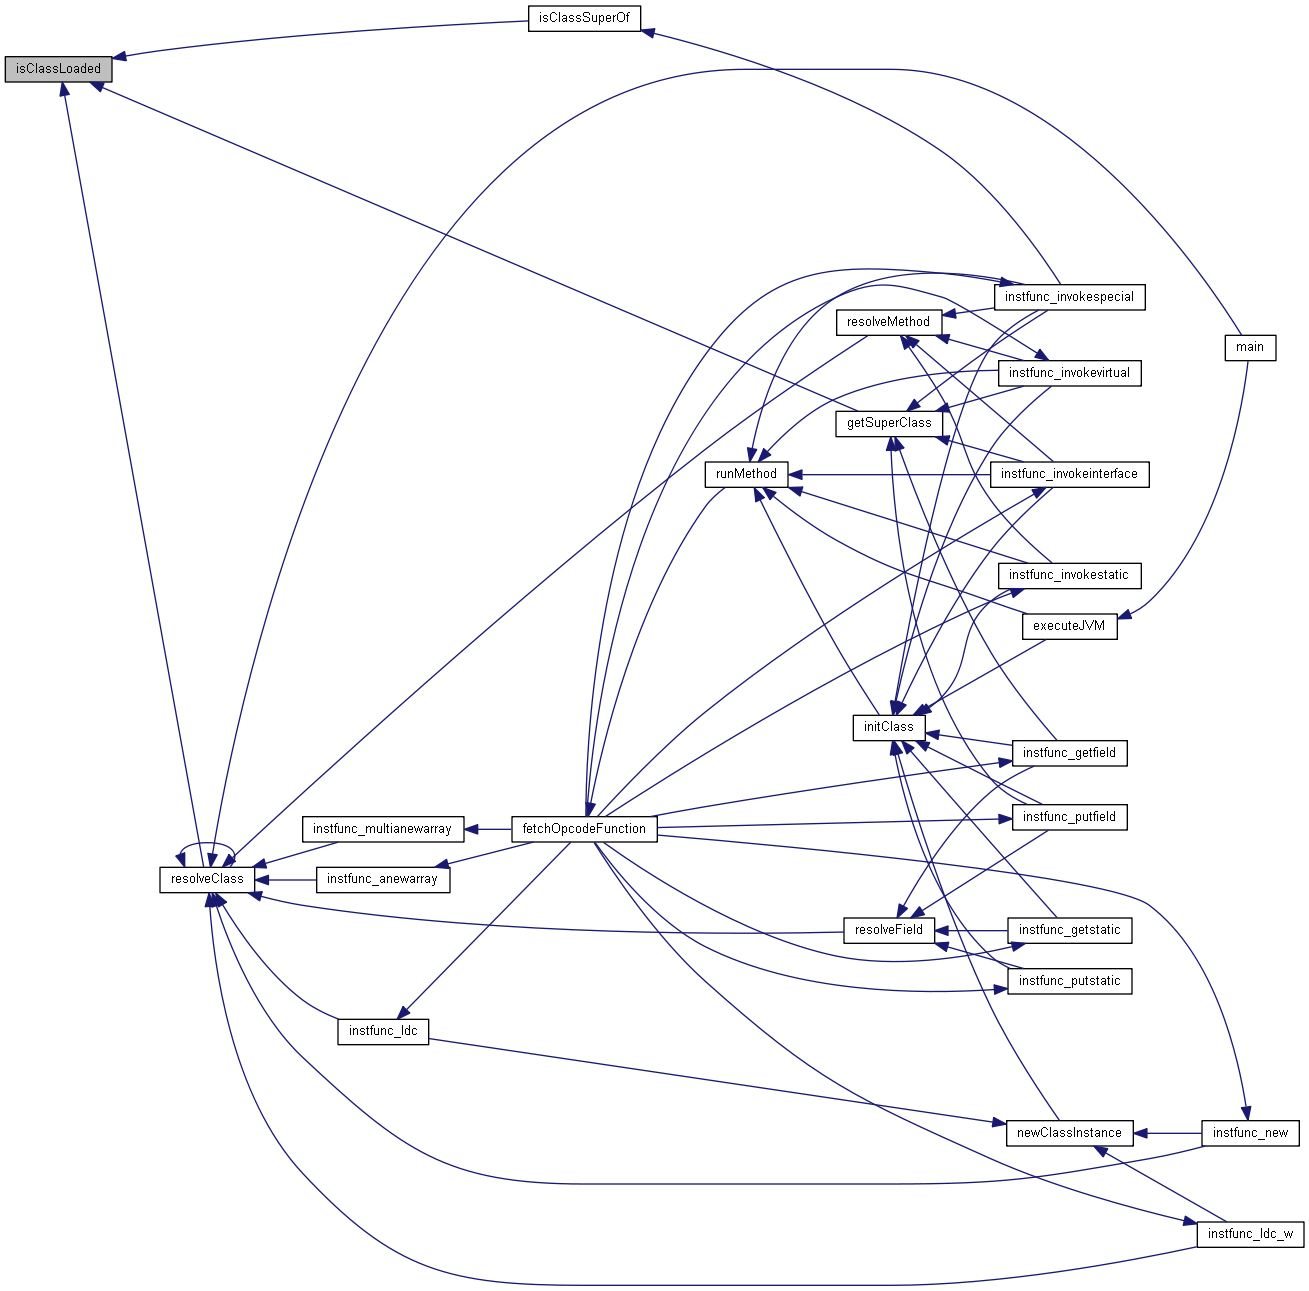 isClassSuperOf
isClassLoaded
instfunc_invokespecial
resolveMethod
main
instfunc_invokevirtual
getSuperClass
runMethod
instfunc_invokeinterface
instfunc_invokestatic
executeJVM
initClass
instfunc_getfield
instfunc_putfield
instfunc_multianewarray
fetchOpcodeFunction
resolveClass
instfunc_anewarray
resolveField
instfunc_getstatic
instfunc_putstatic
instfunc_ldc
newClassInstance
instfunc_new
instfunc_ldc_w